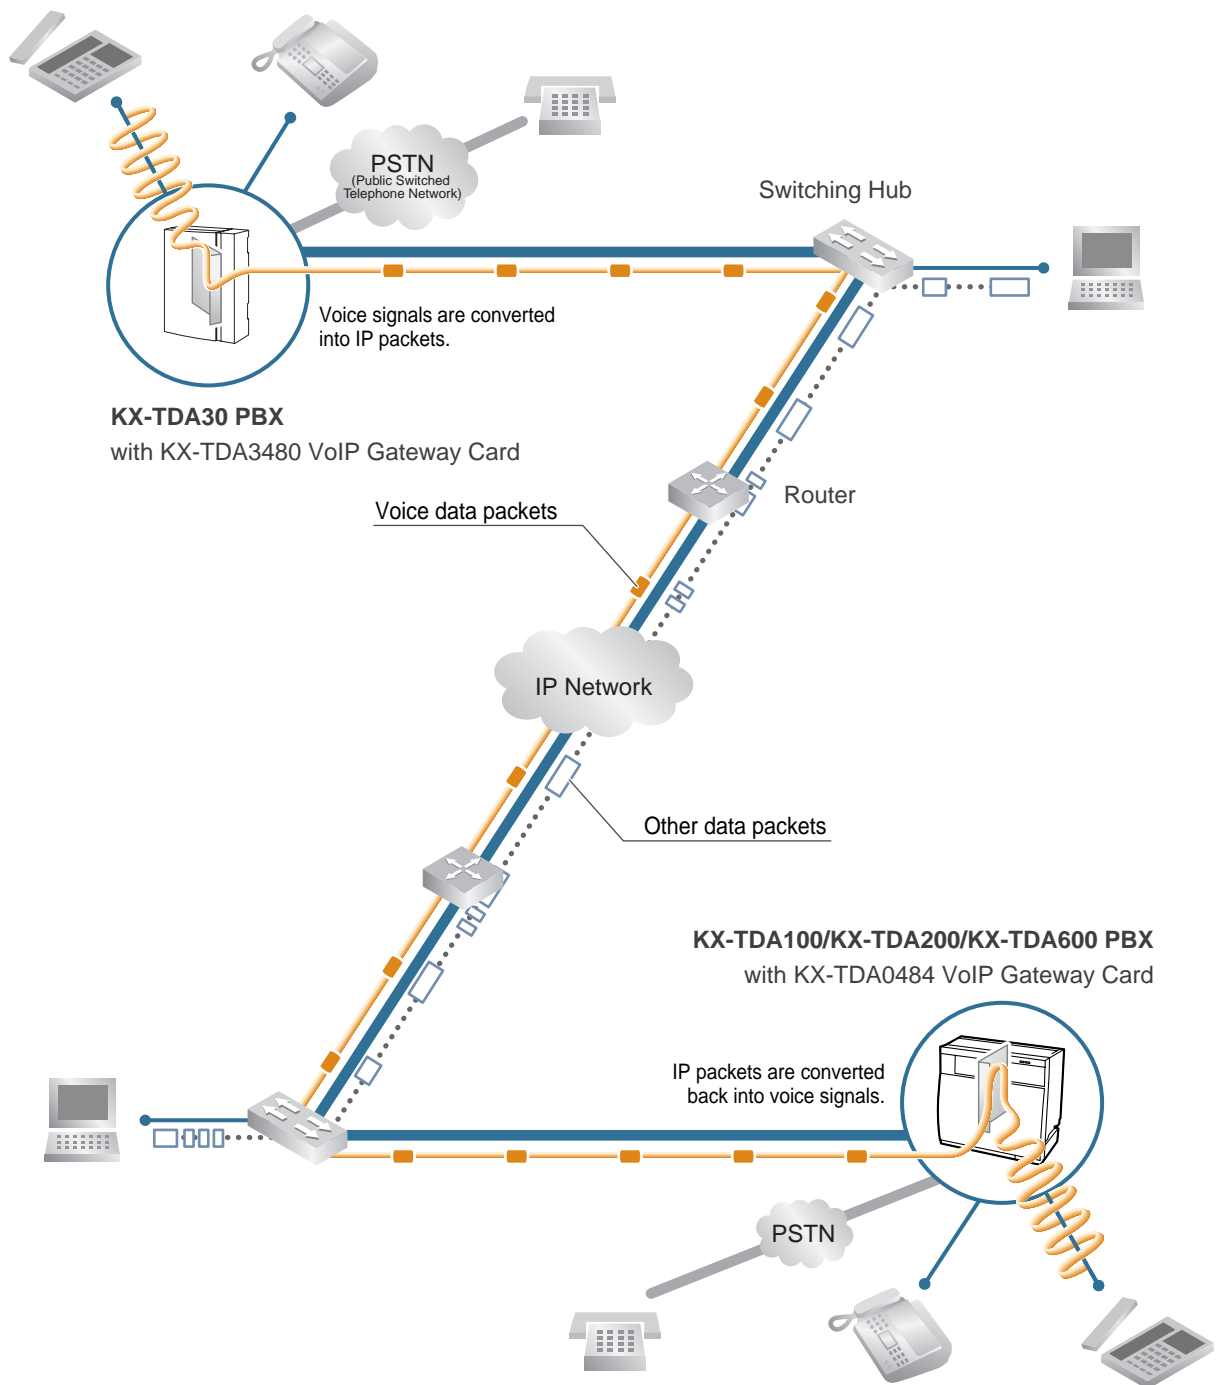 PSTN
(Public Switched
Telephone Network)
Switching Hub
Voice signals are converted
into IP packets.
KX-TDA30 PBX
with KX-TDA3480 VoIP Gateway Card
Router
Voice data packets
IP Network
Other data packets
KX-TDA100/KX-TDA200/KX-TDA600 PBX
with KX-TDA0484 VoIP Gateway Card
IP packets are converted
back into voice signals.
PSTN